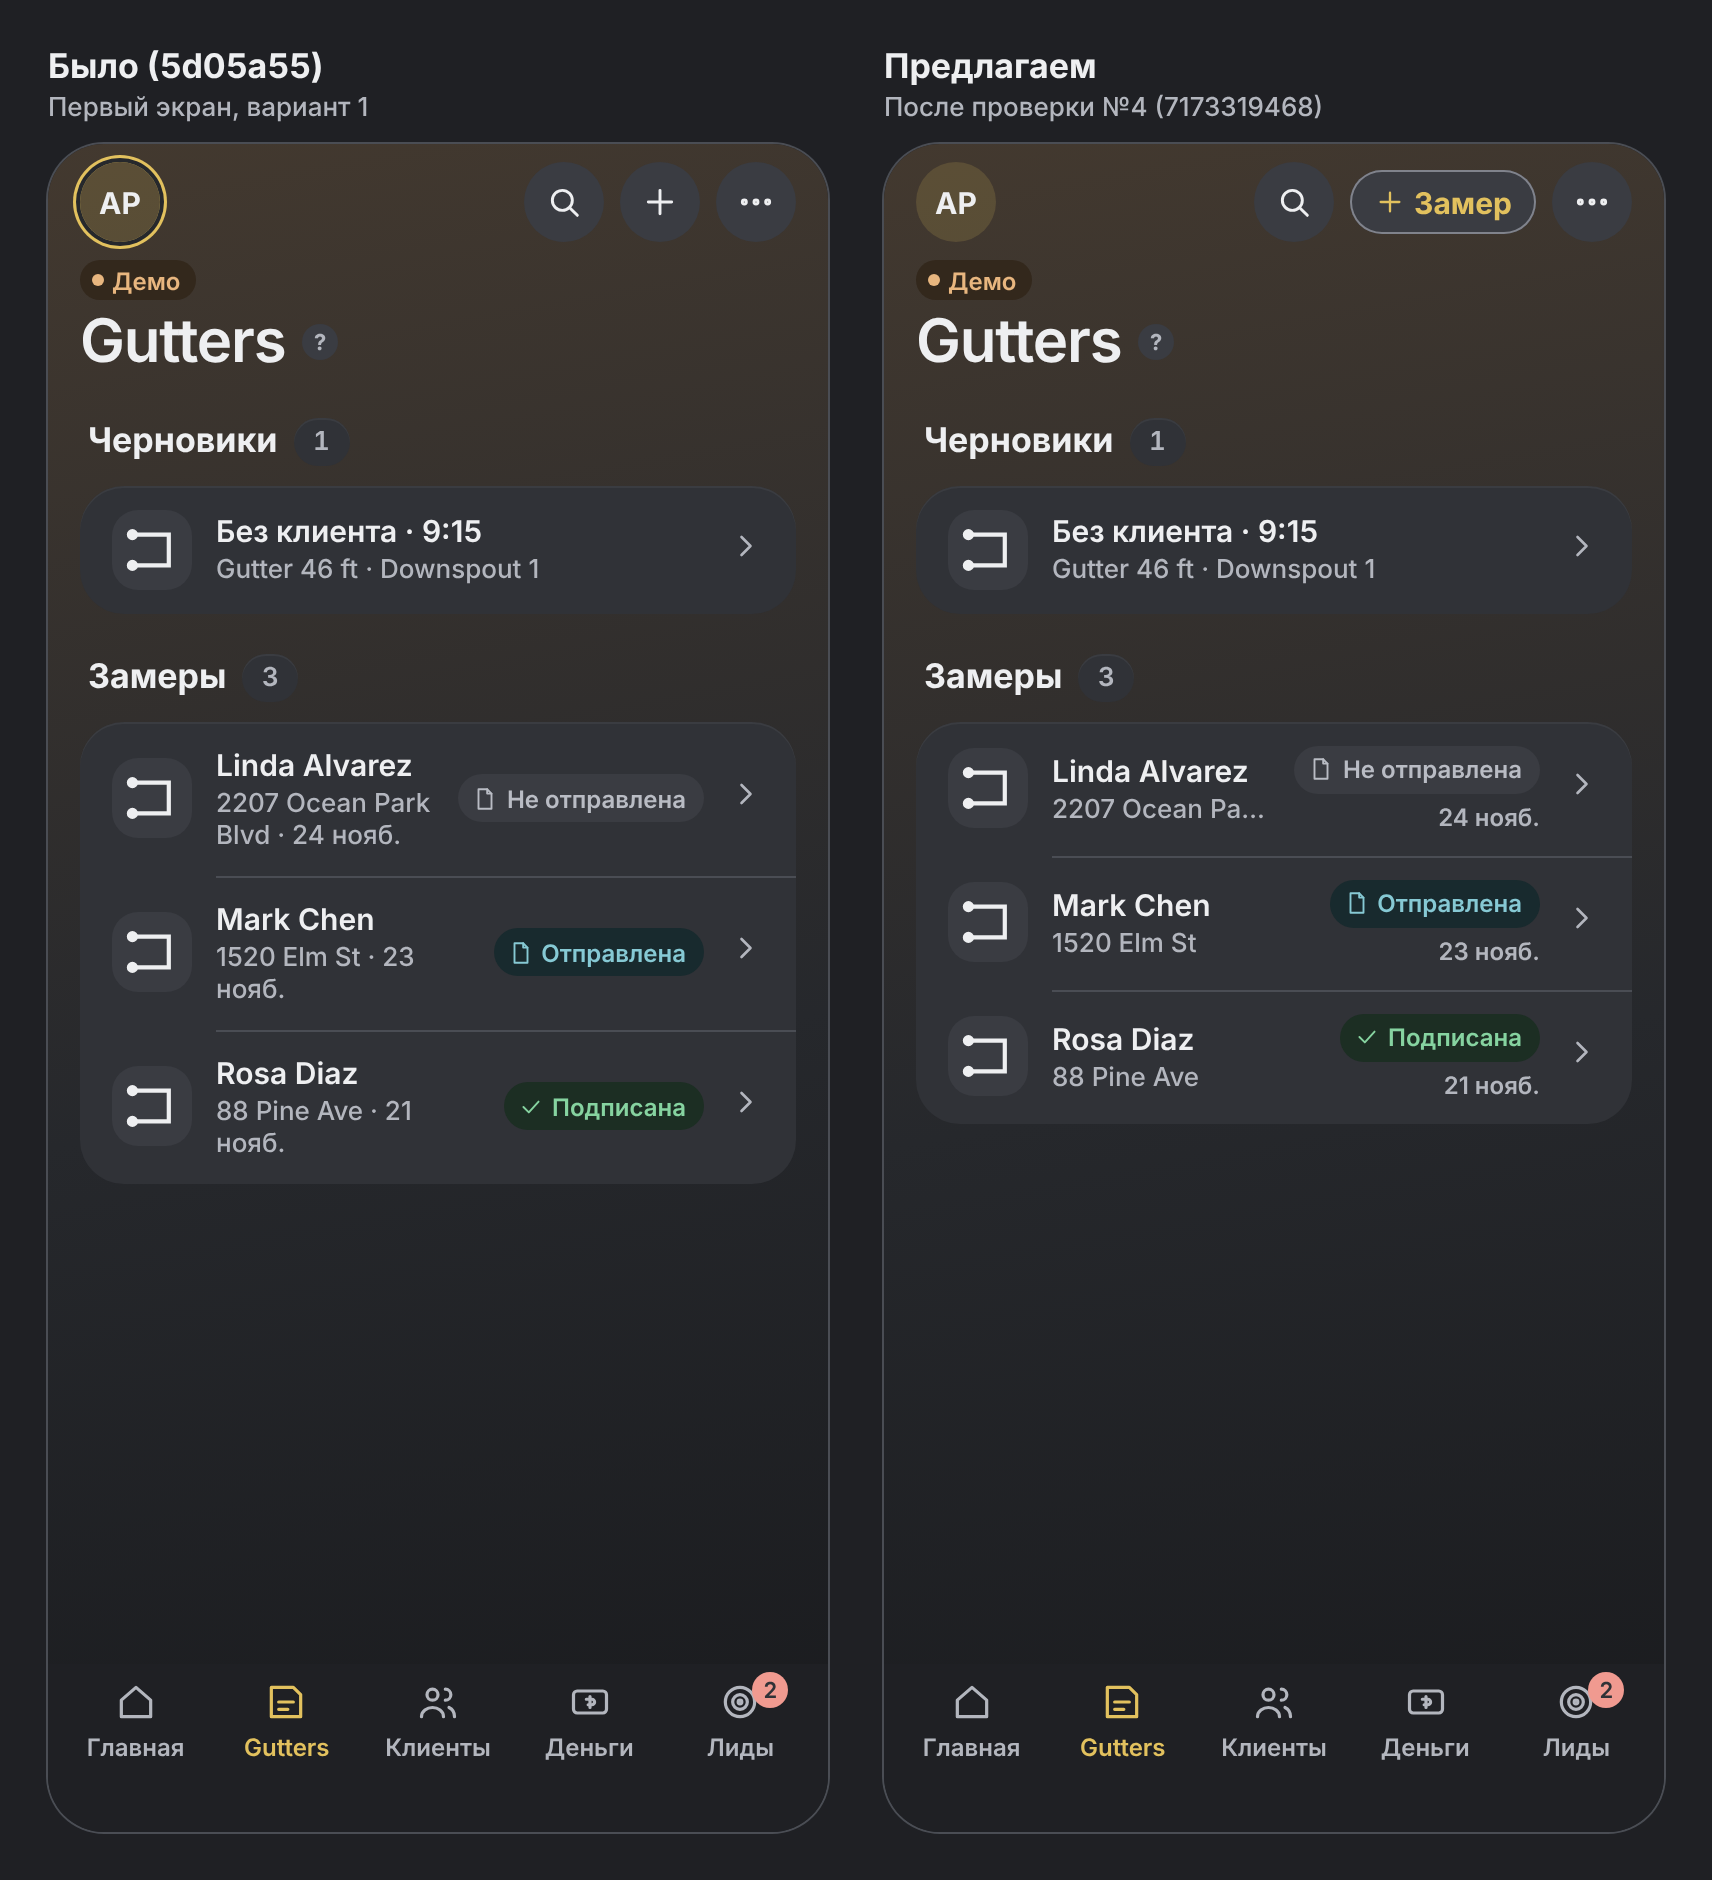 Было (5d05a55)
Первый экран, вариант 1
AP
Демо
Gutters ?
Черновики 1
Без клиента · 9:15
Gutter 46 ft · Downspout 1
Замеры 3
Linda Alvarez
2207 Ocean Park
Blvd · 24 нояб.
Не отправлена
Mark Chen
1520 Elm St · 23
нояб.
Отправлена
Rosa Diaz
88 Pine Ave · 21
нояб.
Подписана
Главная
Gutters
Клиенты
Деньги
2
Лиды
Предлагаем
После проверки №4 (7173319468)
AP
+ Замер
Демо
Gutters ?
Черновики 1
Без клиента · 9:15
Gutter 46 ft · Downspout 1
Замеры 3
Linda Alvarez
2207 Ocean Pa...
Не отправлена
24 нояб.
Mark Chen
1520 Elm St
Отправлена
23 нояб.
Rosa Diaz
88 Pine Ave
Подписана
21 нояб.
Главная
Gutters
Клиенты
Деньги
2
Лиды